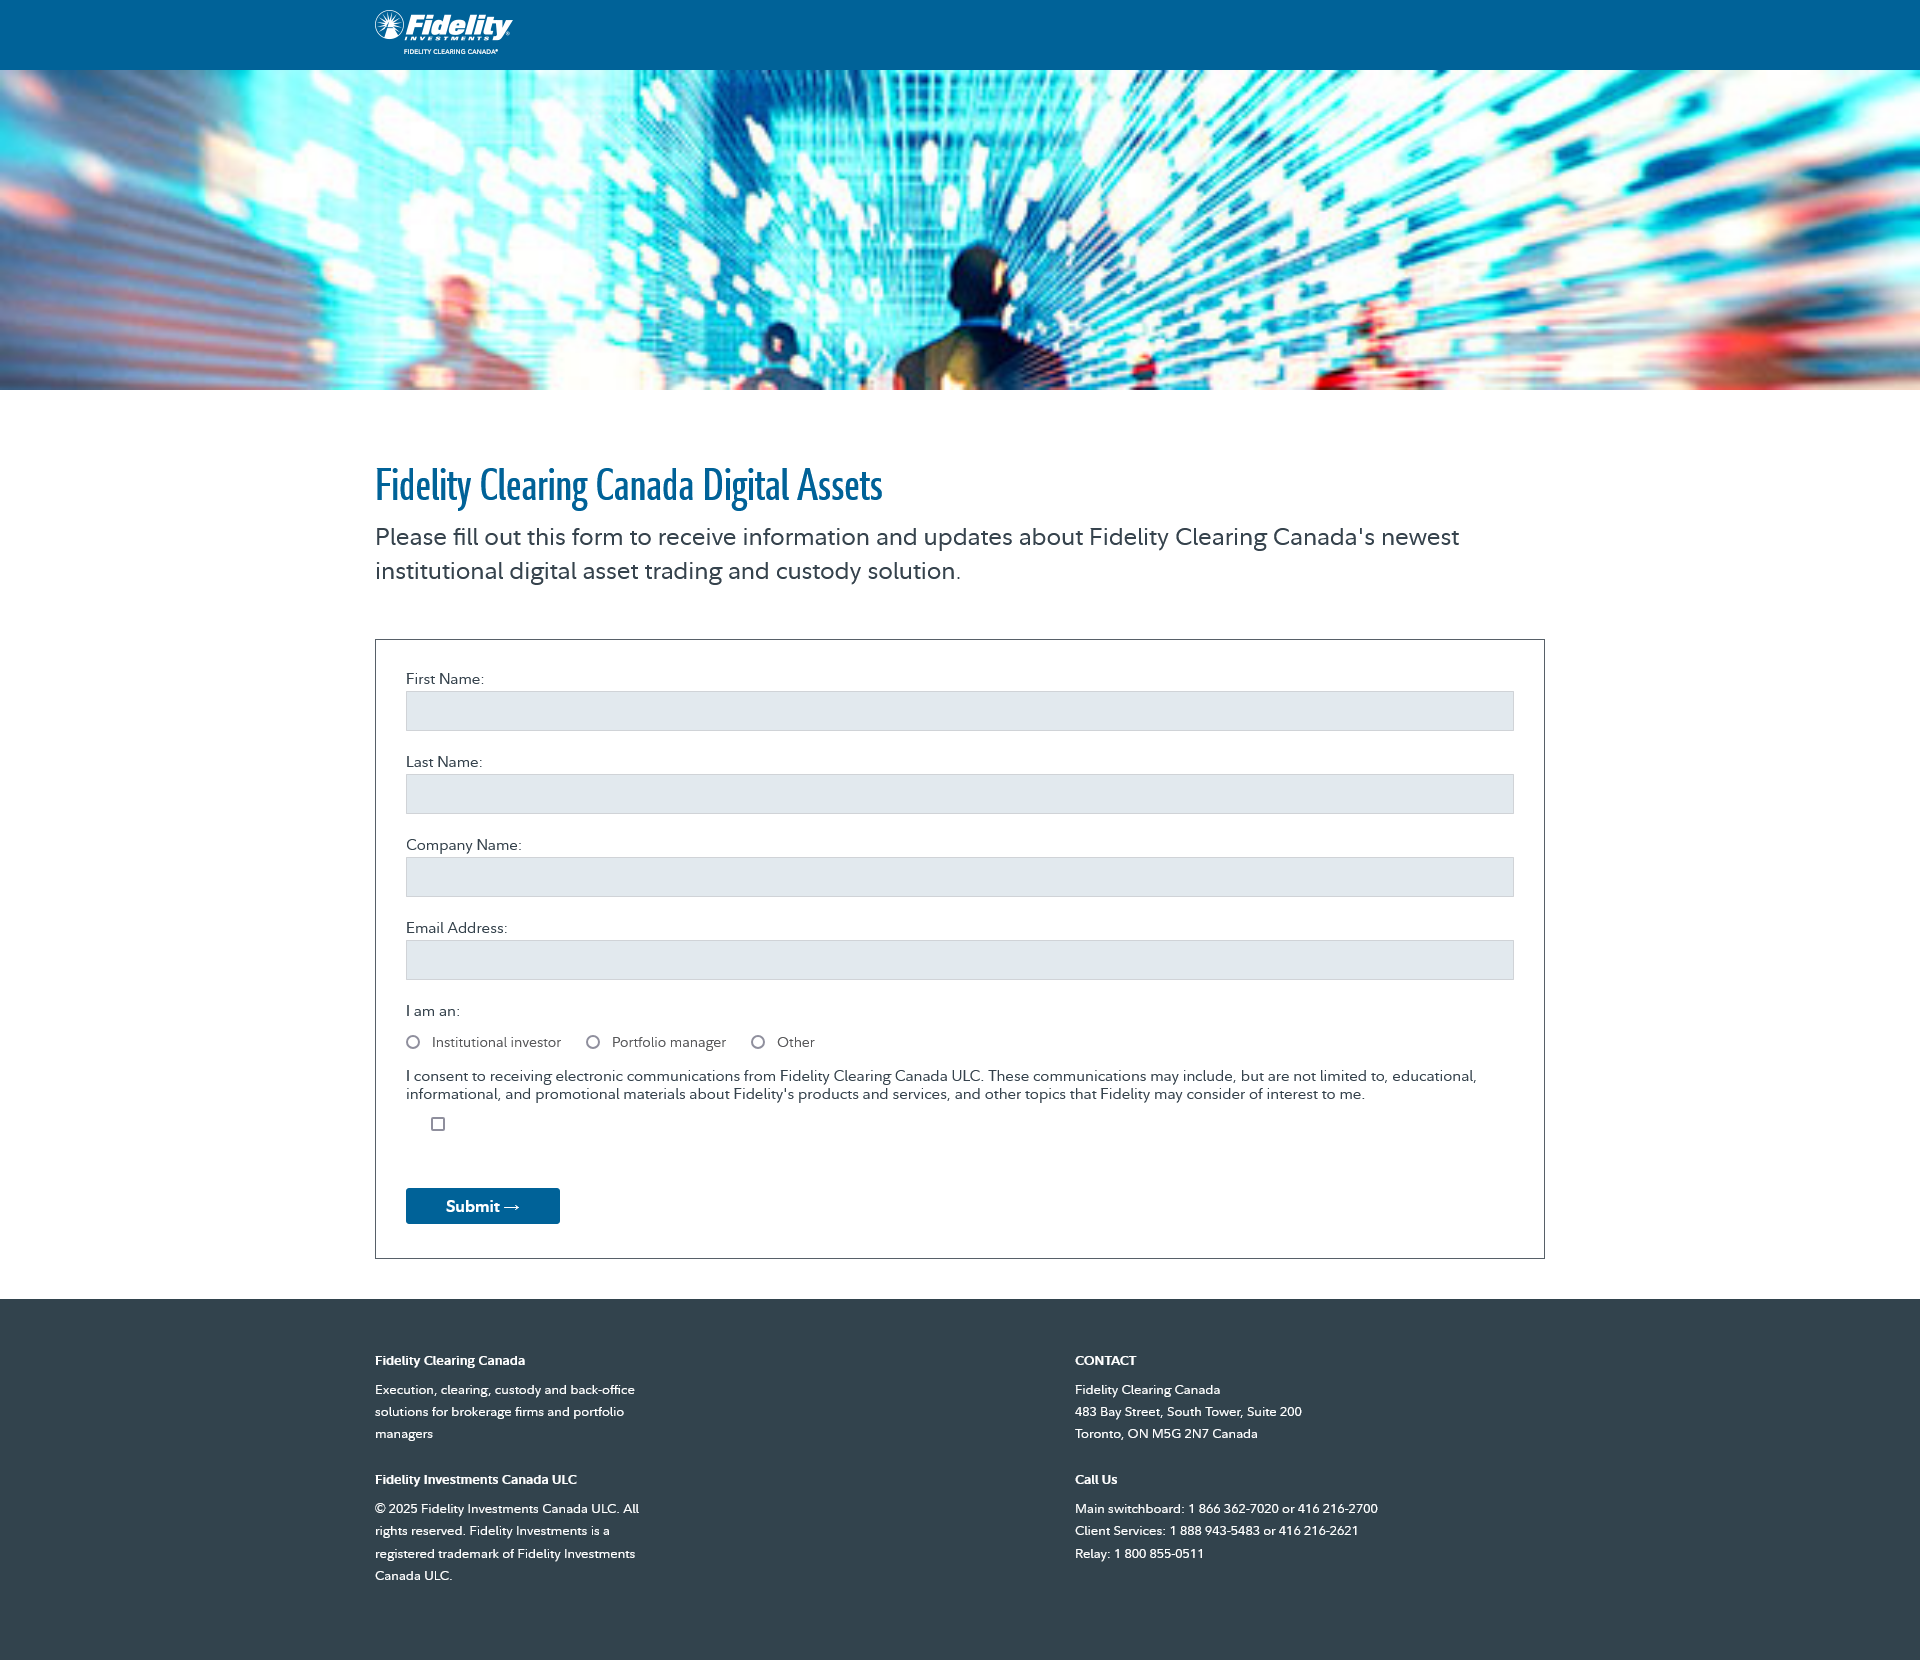 Fidelity
INVESTMENTS®
FIDELITY CLEARING CANADA®
Fidelity Clearing Canada Digital Assets
Please fill out this form to receive information and updates about Fidelity Clearing Canada's newest
institutional digital asset trading and custody solution.
First Name:
Last Name:
Company Name:
Email Address:
I am an:
Institutional investor
Portfolio manager
Other
I consent to receiving electronic communications from Fidelity Clearing Canada ULC. These communications may include, but are not limited to, educational,
informational, and promotional materials about Fidelity's products and services, and other topics that Fidelity may consider of interest to me.
Submit →
Fidelity Clearing Canada
Execution, clearing, custody and back-office
solutions for brokerage firms and portfolio
managers
Fidelity Investments Canada ULC
© 2025 Fidelity Investments Canada ULC. All
rights reserved. Fidelity Investments is a
registered trademark of Fidelity Investments
Canada ULC.
CONTACT
Fidelity Clearing Canada
483 Bay Street, South Tower, Suite 200
Toronto, ON M5G 2N7 Canada
Call Us
Main switchboard: 1 866 362-7020 or 416 216-2700
Client Services: 1 888 943-5483 or 416 216-2621
Relay: 1 800 855-0511